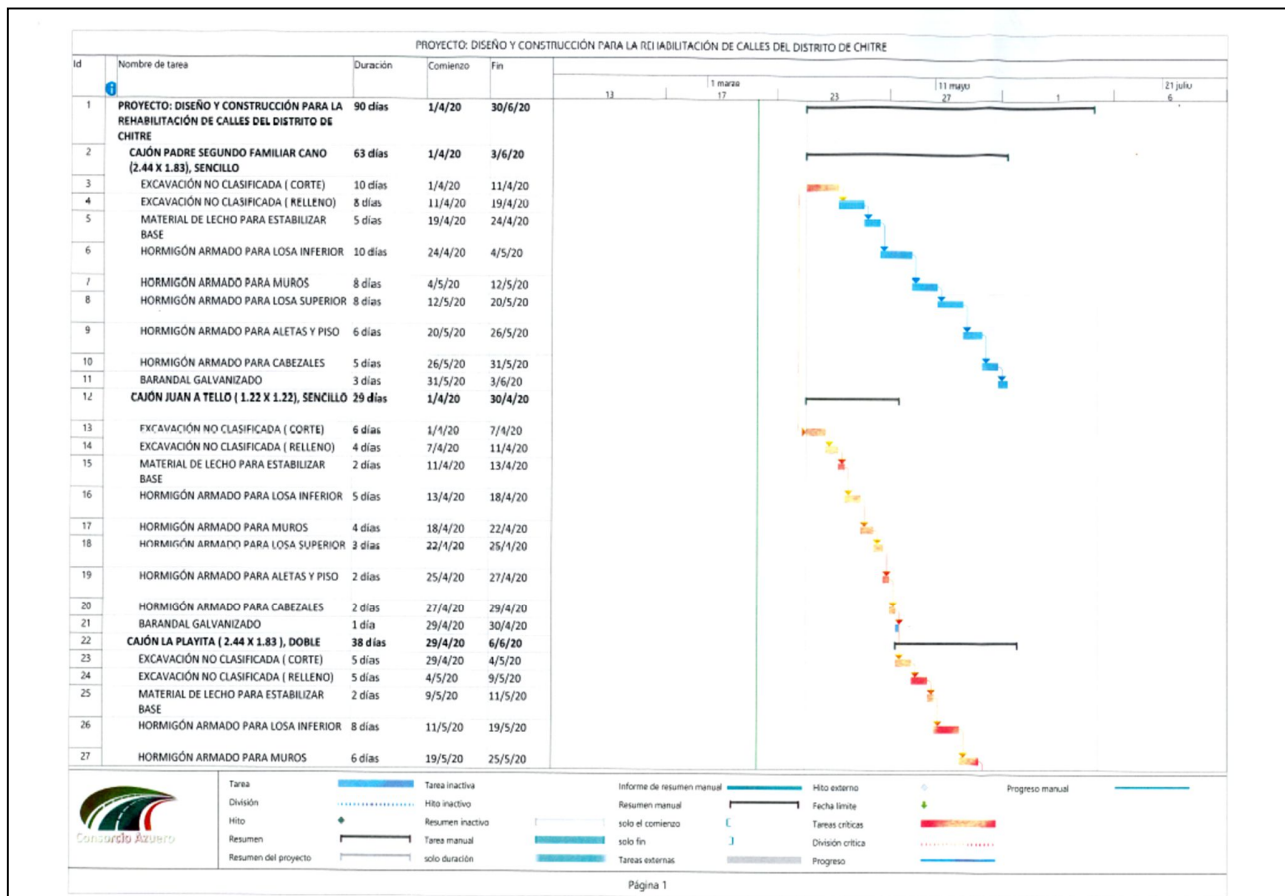 PROYECTO: DISEÑO Y CONSTRUCCIÓN PARA LA REHABILITACIÓN DE CALLES DEL DISTRITO DE CHITRE
Id Nombre de tarea Duración Comienzo Fin
1 marzo 11 mayo 21 julio
13 17 23 27 1 6
1 PROYECTO: DISEÑO Y CONSTRUCCIÓN PARA LA 90 días 1/4/20 30/6/20
REHABILITACIÓN DE CALLES DEL DISTRITO DE
CHITRE
2 CAJÓN PADRE SEGUNDO FAMILIAR CANO 63 días 1/4/20 3/6/20
(2.44 X 1.83), SENCILLO
3 EXCAVACIÓN NO CLASIFICADA ( CORTE) 10 días 1/4/20 11/4/20
4 EXCAVACIÓN NO CLASIFICADA ( RELLENO) 8 días 11/4/20 19/4/20
5 MATERIAL DE LECHO PARA ESTABILIZAR 5 días 19/4/20 24/4/20
BASE
6 HORMIGÓN ARMADO PARA LOSA INFERIOR 10 días 24/4/20 4/5/20
7 HORMIGÓN ARMADO PARA MUROS 8 días 4/5/20 12/5/20
8 HORMIGÓN ARMADO PARA LOSA SUPERIOR 8 días 12/5/20 20/5/20
9 HORMIGÓN ARMADO PARA ALETAS Y PISO 6 días 20/5/20 26/5/20
10 HORMIGÓN ARMADO PARA CABEZALES 5 días 26/5/20 31/5/20
11 BARANDAL GALVANIZADO 3 días 31/5/20 3/6/20
12 CAJÓN JUAN A TELLO ( 1.22 X 1.22), SENCILLO 29 días 1/4/20 30/4/20
13 EXCAVACIÓN NO CLASIFICADA ( CORTE) 6 días 1/4/20 7/4/20
14 EXCAVACIÓN NO CLASIFICADA ( RELLENO) 4 días 7/4/20 11/4/20
15 MATERIAL DE LECHO PARA ESTABILIZAR 2 días 11/4/20 13/4/20
BASE
16 HORMIGÓN ARMADO PARA LOSA INFERIOR 5 días 13/4/20 18/4/20
17 HORMIGÓN ARMADO PARA MUROS 4 días 18/4/20 22/4/20
18 HORMIGÓN ARMADO PARA LOSA SUPERIOR 3 días 22/4/20 25/4/20
19 HORMIGÓN ARMADO PARA ALETAS Y PISO 2 días 25/4/20 27/4/20
20 HORMIGÓN ARMADO PARA CABEZALES 2 días 27/4/20 29/4/20
21 BARANDAL GALVANIZADO 1 día 29/4/20 30/4/20
22 CAJÓN LA PLAYITA ( 2.44 X 1.83 ), DOBLE 38 días 29/4/20 6/6/20
23 EXCAVACIÓN NO CLASIFICADA ( CORTE) 5 días 29/4/20 4/5/20
24 EXCAVACIÓN NO CLASIFICADA ( RELLENO) 5 días 4/5/20 9/5/20
25 MATERIAL DE LECHO PARA ESTABILIZAR 2 días 9/5/20 11/5/20
BASE
26 HORMIGÓN ARMADO PARA LOSA INFERIOR 8 días 11/5/20 19/5/20
27 HORMIGÓN ARMADO PARA MUROS 6 días 19/5/20 25/5/20
Consorcio Azuero
Tarea Tarea inactiva Informe de resumen manual Hito externo Progreso manual
División Hito inactivo Resumen manual Fecha límite
Hito Resumen inactivo solo el comienzo Tareas críticas
Resumen Tarea manual solo fin División crítica
Resumen del proyecto solo duración Tareas externas Progreso
Página 1